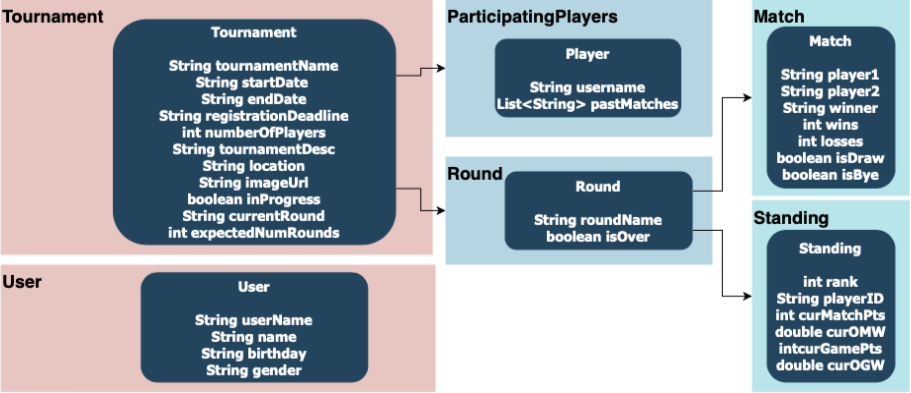 Tournament
Tournament
String tournamentName
String startDate
String endDate
String registrationDeadline
int numberOfPlayers
String tournamentDesc
String location
String imageUrl
boolean inProgress
String currentRound
int expectedNumRounds
User
User
String userName
String name
String birthday
String gender
ParticipatingPlayers
Player
String username
List<String> pastMatches
Round
Round
String roundName
boolean isOver
Match
Match
String player1
String player2
String winner
int wins
int losses
boolean isDraw
boolean isBye
Standing
Standing
int rank
String playerID
int curMatchPts
double curOMW
intcurGamePts
double curOGW